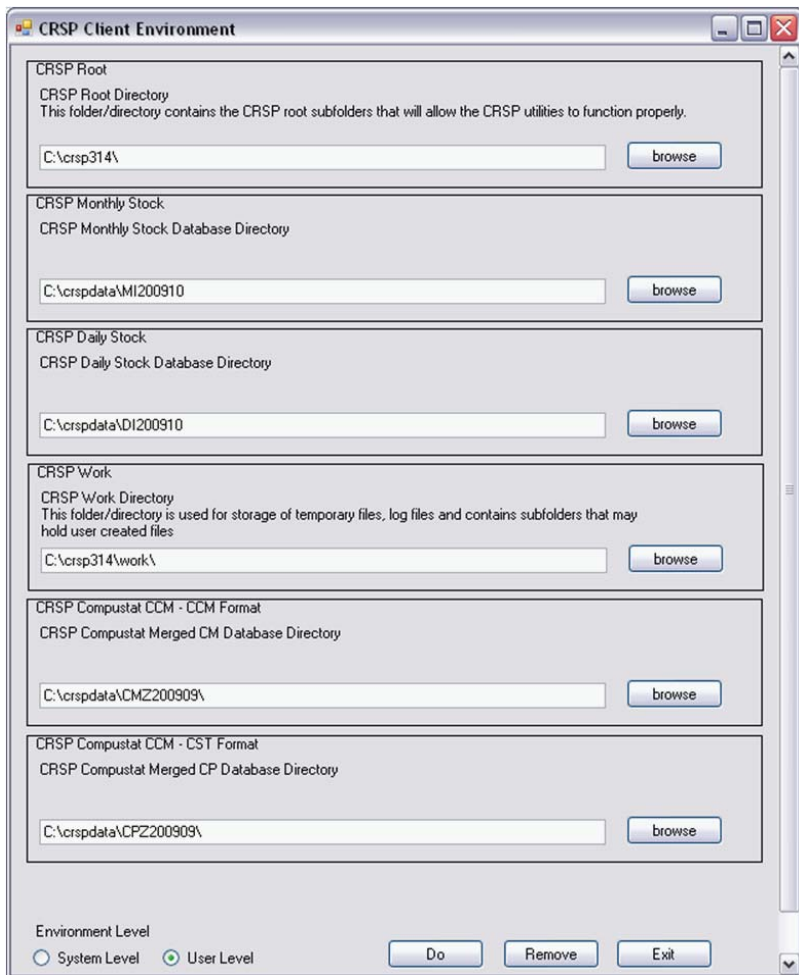 CRSP Client Environment
CRSP Root
CRSP Root Directory
This folder/directory contains the CRSP root subfolders that will allow the CRSP utilities to function properly.
C:\crsp314\
browse
CRSP Monthly Stock
CRSP Monthly Stock Database Directory
C:\crspdata\MI200910
browse
CRSP Daily Stock
CRSP Daily Stock Database Directory
C:\crspdata\DI200910
browse
CRSP Work
CRSP Work Directory
This folder/directory is used for storage of temporary files, log files and contains subfolders that may
hold user created files
C:\crsp314\work\
browse
CRSP Compustat CCM - CCM Format
CRSP Compustat Merged CM Database Directory
C:\crspdata\CMZ200909\
browse
CRSP Compustat CCM - CST Format
CRSP Compustat Merged CP Database Directory
C:\crspdata\CPZ200909\
browse
Environment Level
System Level User Level Do Remove Exit